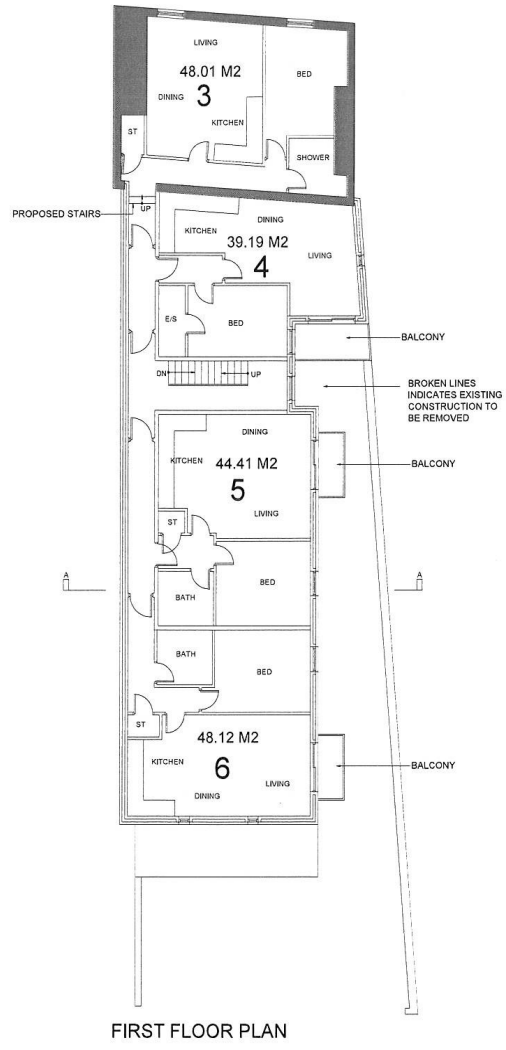 LIVING
48.01 M2
BED
DINING
3
KITCHEN
ST
SHOWER
PROPOSED STAIRS
UP
DINING
KITCHEN
39.19 M2
LIVING
4
E/S
BED
BALCONY
DN
UP
BROKEN LINES
INDICATES EXISTING
CONSTRUCTION TO
BE REMOVED
DINING
KITCHEN
44.41 M2
BALCONY
5
ST
LIVING
A
A
BED
BATH
BATH
BED
ST
48.12 M2
KITCHEN
6
BALCONY
LIVING
DINING
FIRST FLOOR PLAN